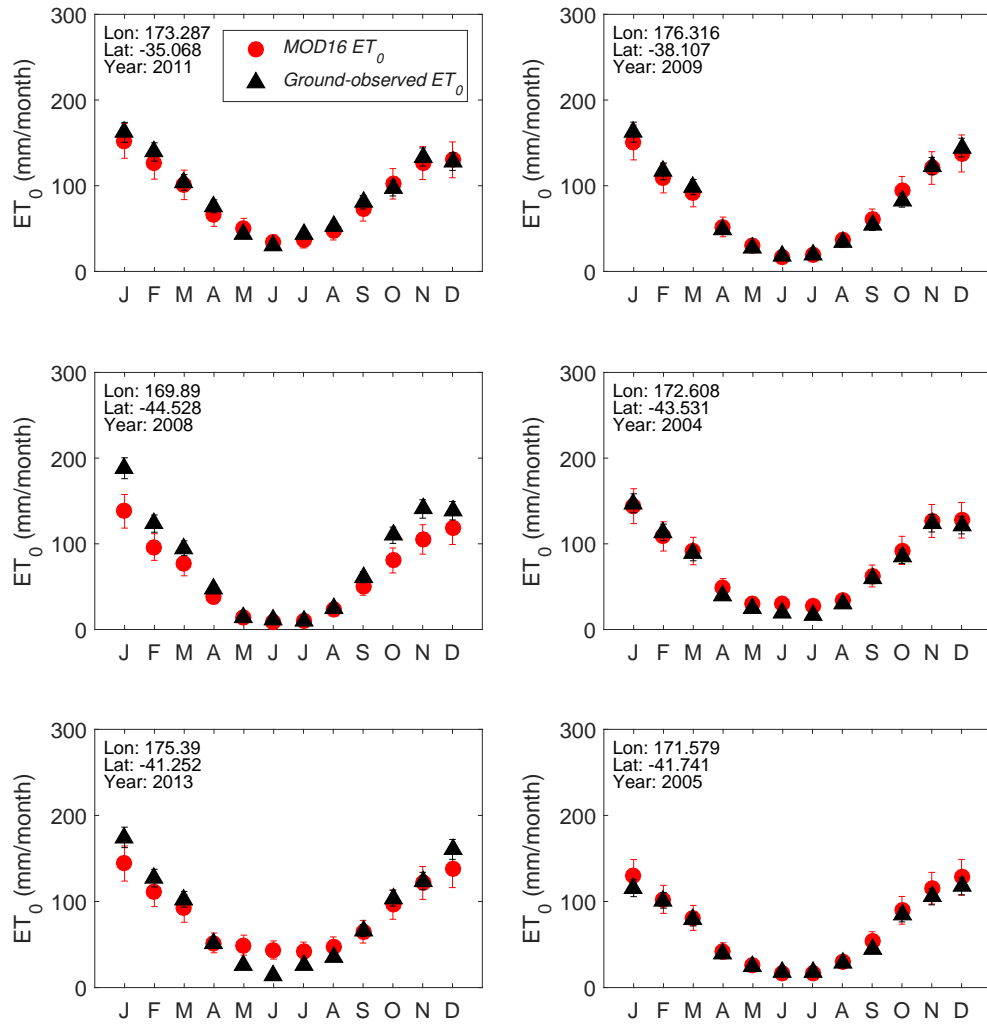 Lon: 173.287
Lat: -35.068
Year: 2011
MOD16 ET0
Ground-observed ET0
ET0 (mm/month)
300
200
100
0
J F M A M J J A S O N D
Lon: 176.316
Lat: -38.107
Year: 2009
ET0 (mm/month)
300
200
100
0
J F M A M J J A S O N D
Lon: 169.89
Lat: -44.528
Year: 2008
ET0 (mm/month)
300
200
100
0
J F M A M J J A S O N D
Lon: 172.608
Lat: -43.531
Year: 2004
ET0 (mm/month)
300
200
100
0
J F M A M J J A S O N D
Lon: 175.39
Lat: -41.252
Year: 2013
ET0 (mm/month)
300
200
100
0
J F M A M J J A S O N D
Lon: 171.579
Lat: -41.741
Year: 2005
ET0 (mm/month)
300
200
100
0
J F M A M J J A S O N D